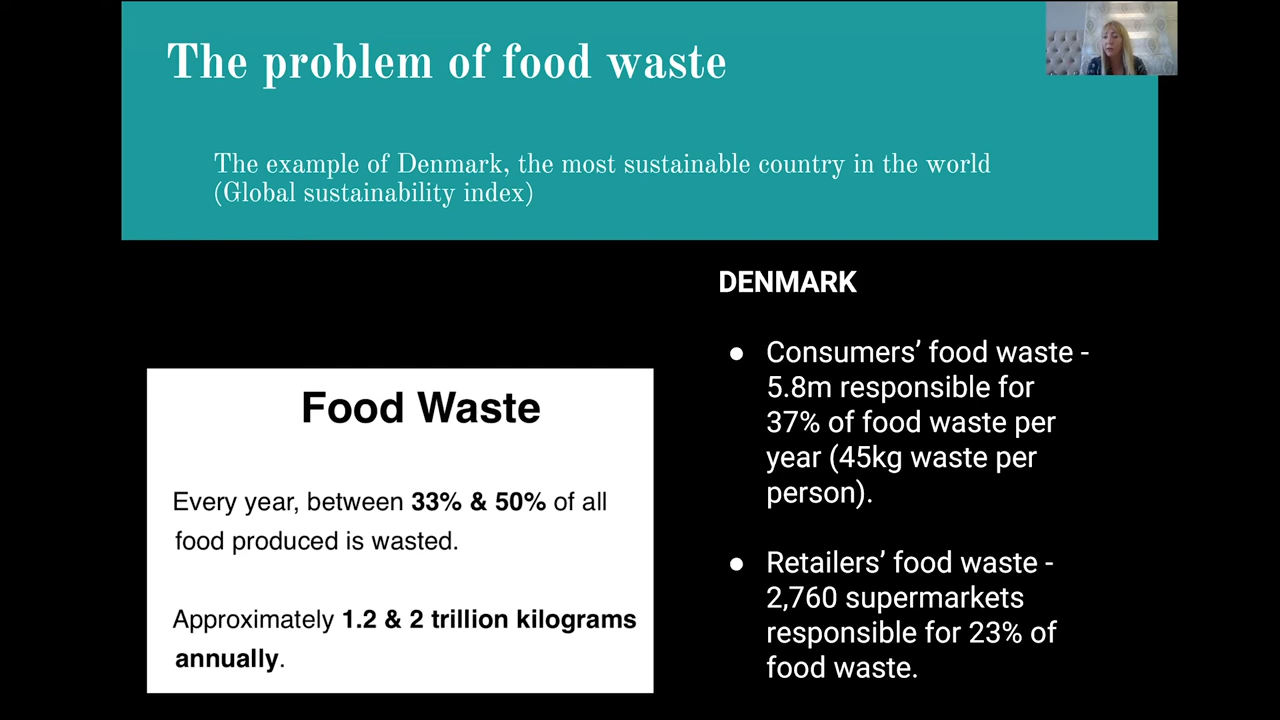 The problem of food waste
The example of Denmark, the most sustainable country in the world
(Global sustainability index)
Food Waste
Every year, between 33% & 50% of all
food produced is wasted.
Approximately 1.2 & 2 trillion kilograms
annually.
DENMARK
● Consumers’ food waste -
5.8m responsible for
37% of food waste per
year (45kg waste per
person).
● Retailers’ food waste -
2,760 supermarkets
responsible for 23% of
food waste.